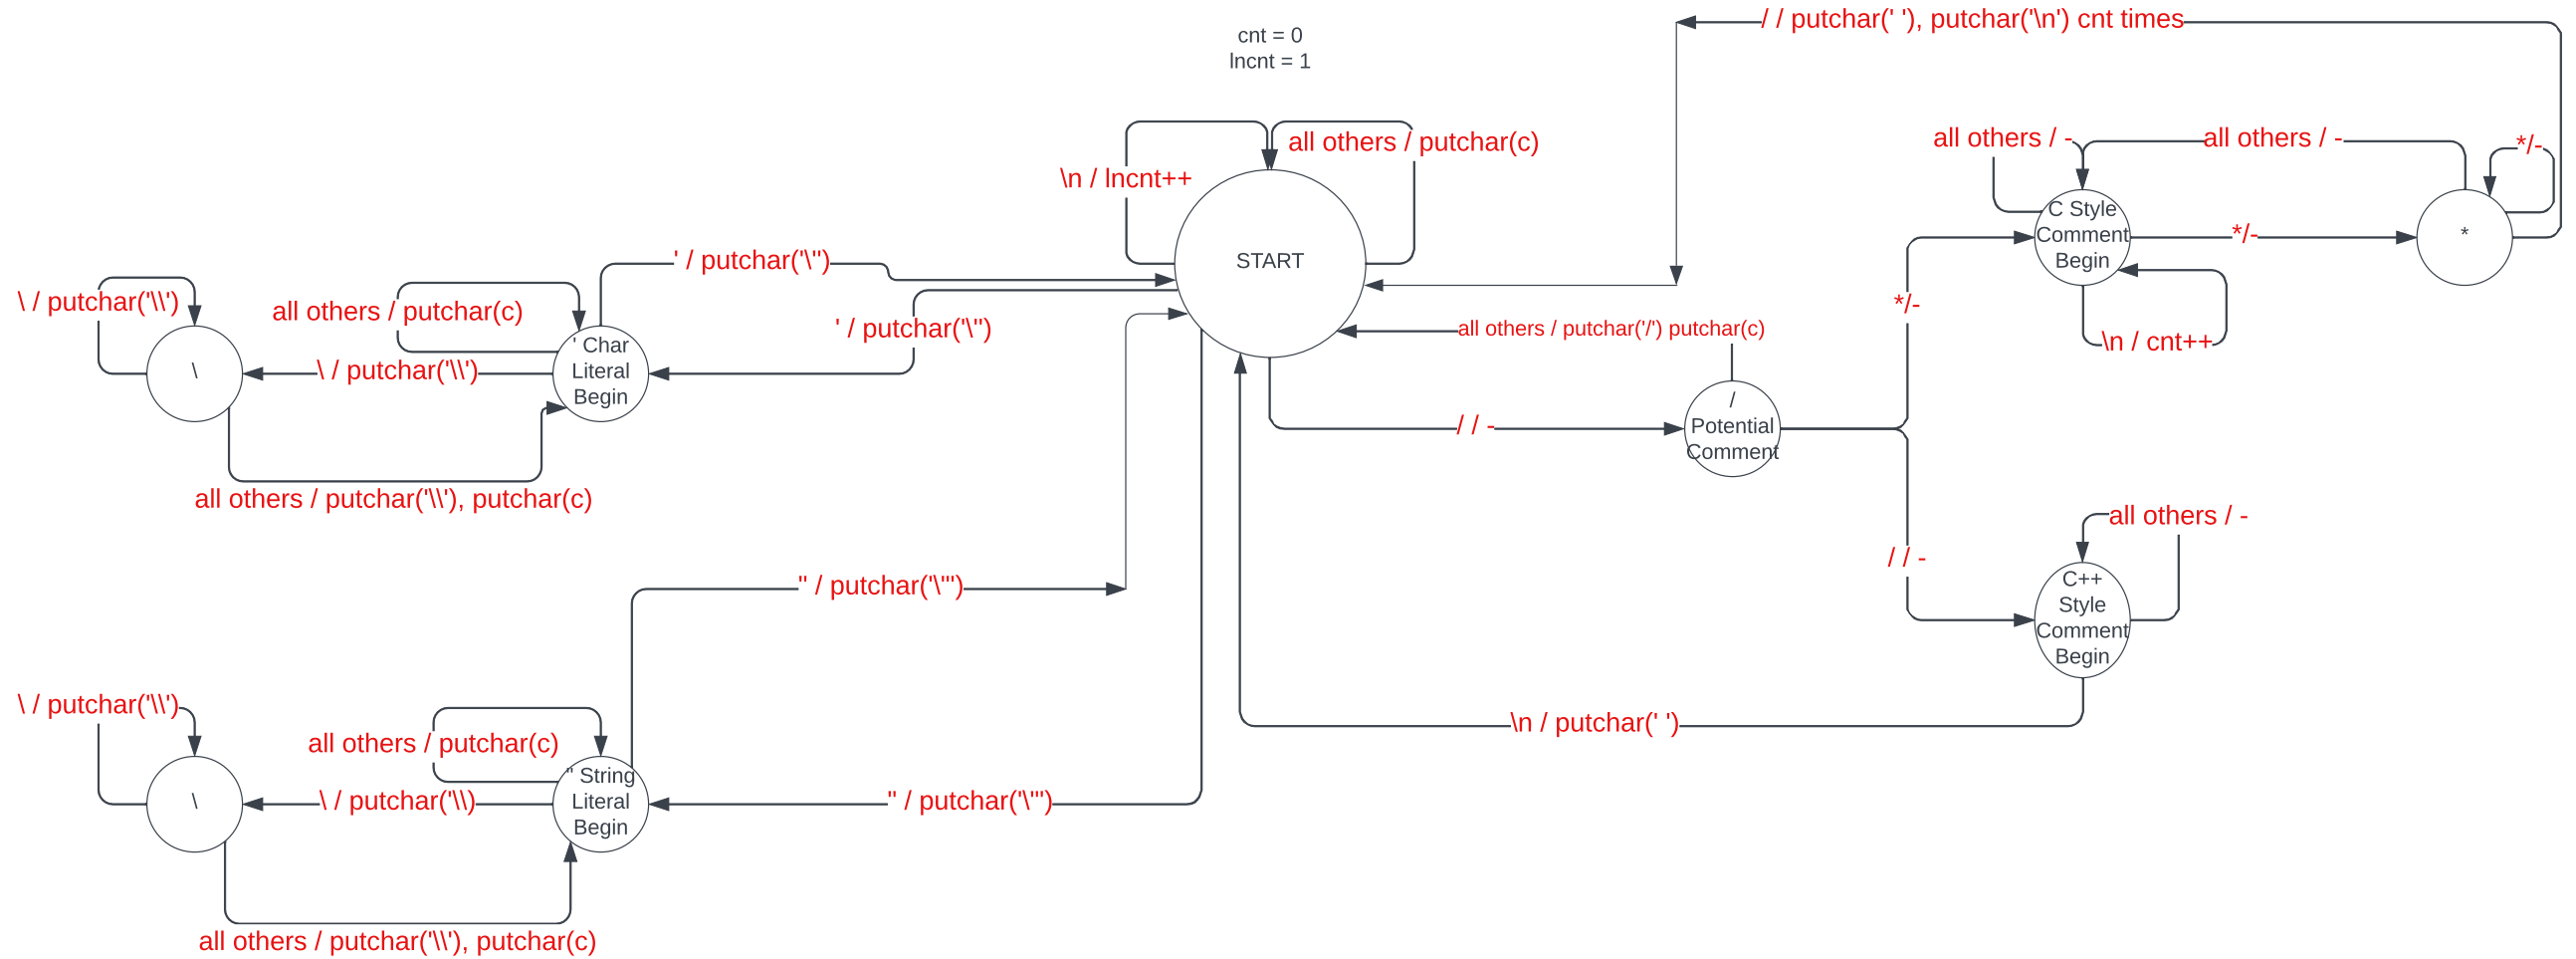 / / putchar(' '), putchar('\n') cnt times
cnt = 0
lncnt = 1
all others / putchar(c)
\n / lncnt++
all others / -
all others / -
*/-
START
C Style
Comment
Begin
*/-
*
' / putchar('\'')
\ / putchar('\\')
all others / putchar(c)
' / putchar('\'')
*/-
all others / putchar('/') putchar(c)
\n / cnt++
' Char
Literal
Begin
\
\ / putchar('\\')
/
Potential
Comment
/ / -
all others / putchar('\\'), putchar(c)
all others / -
/ / -
C++
Style
Comment
Begin
" / putchar('\"')
\ / putchar('\\')
\n / putchar(' ')
all others / putchar(c)
" String
Literal
Begin
\
\ / putchar('\\)
" / putchar('\"')
all others / putchar('\\'), putchar(c)